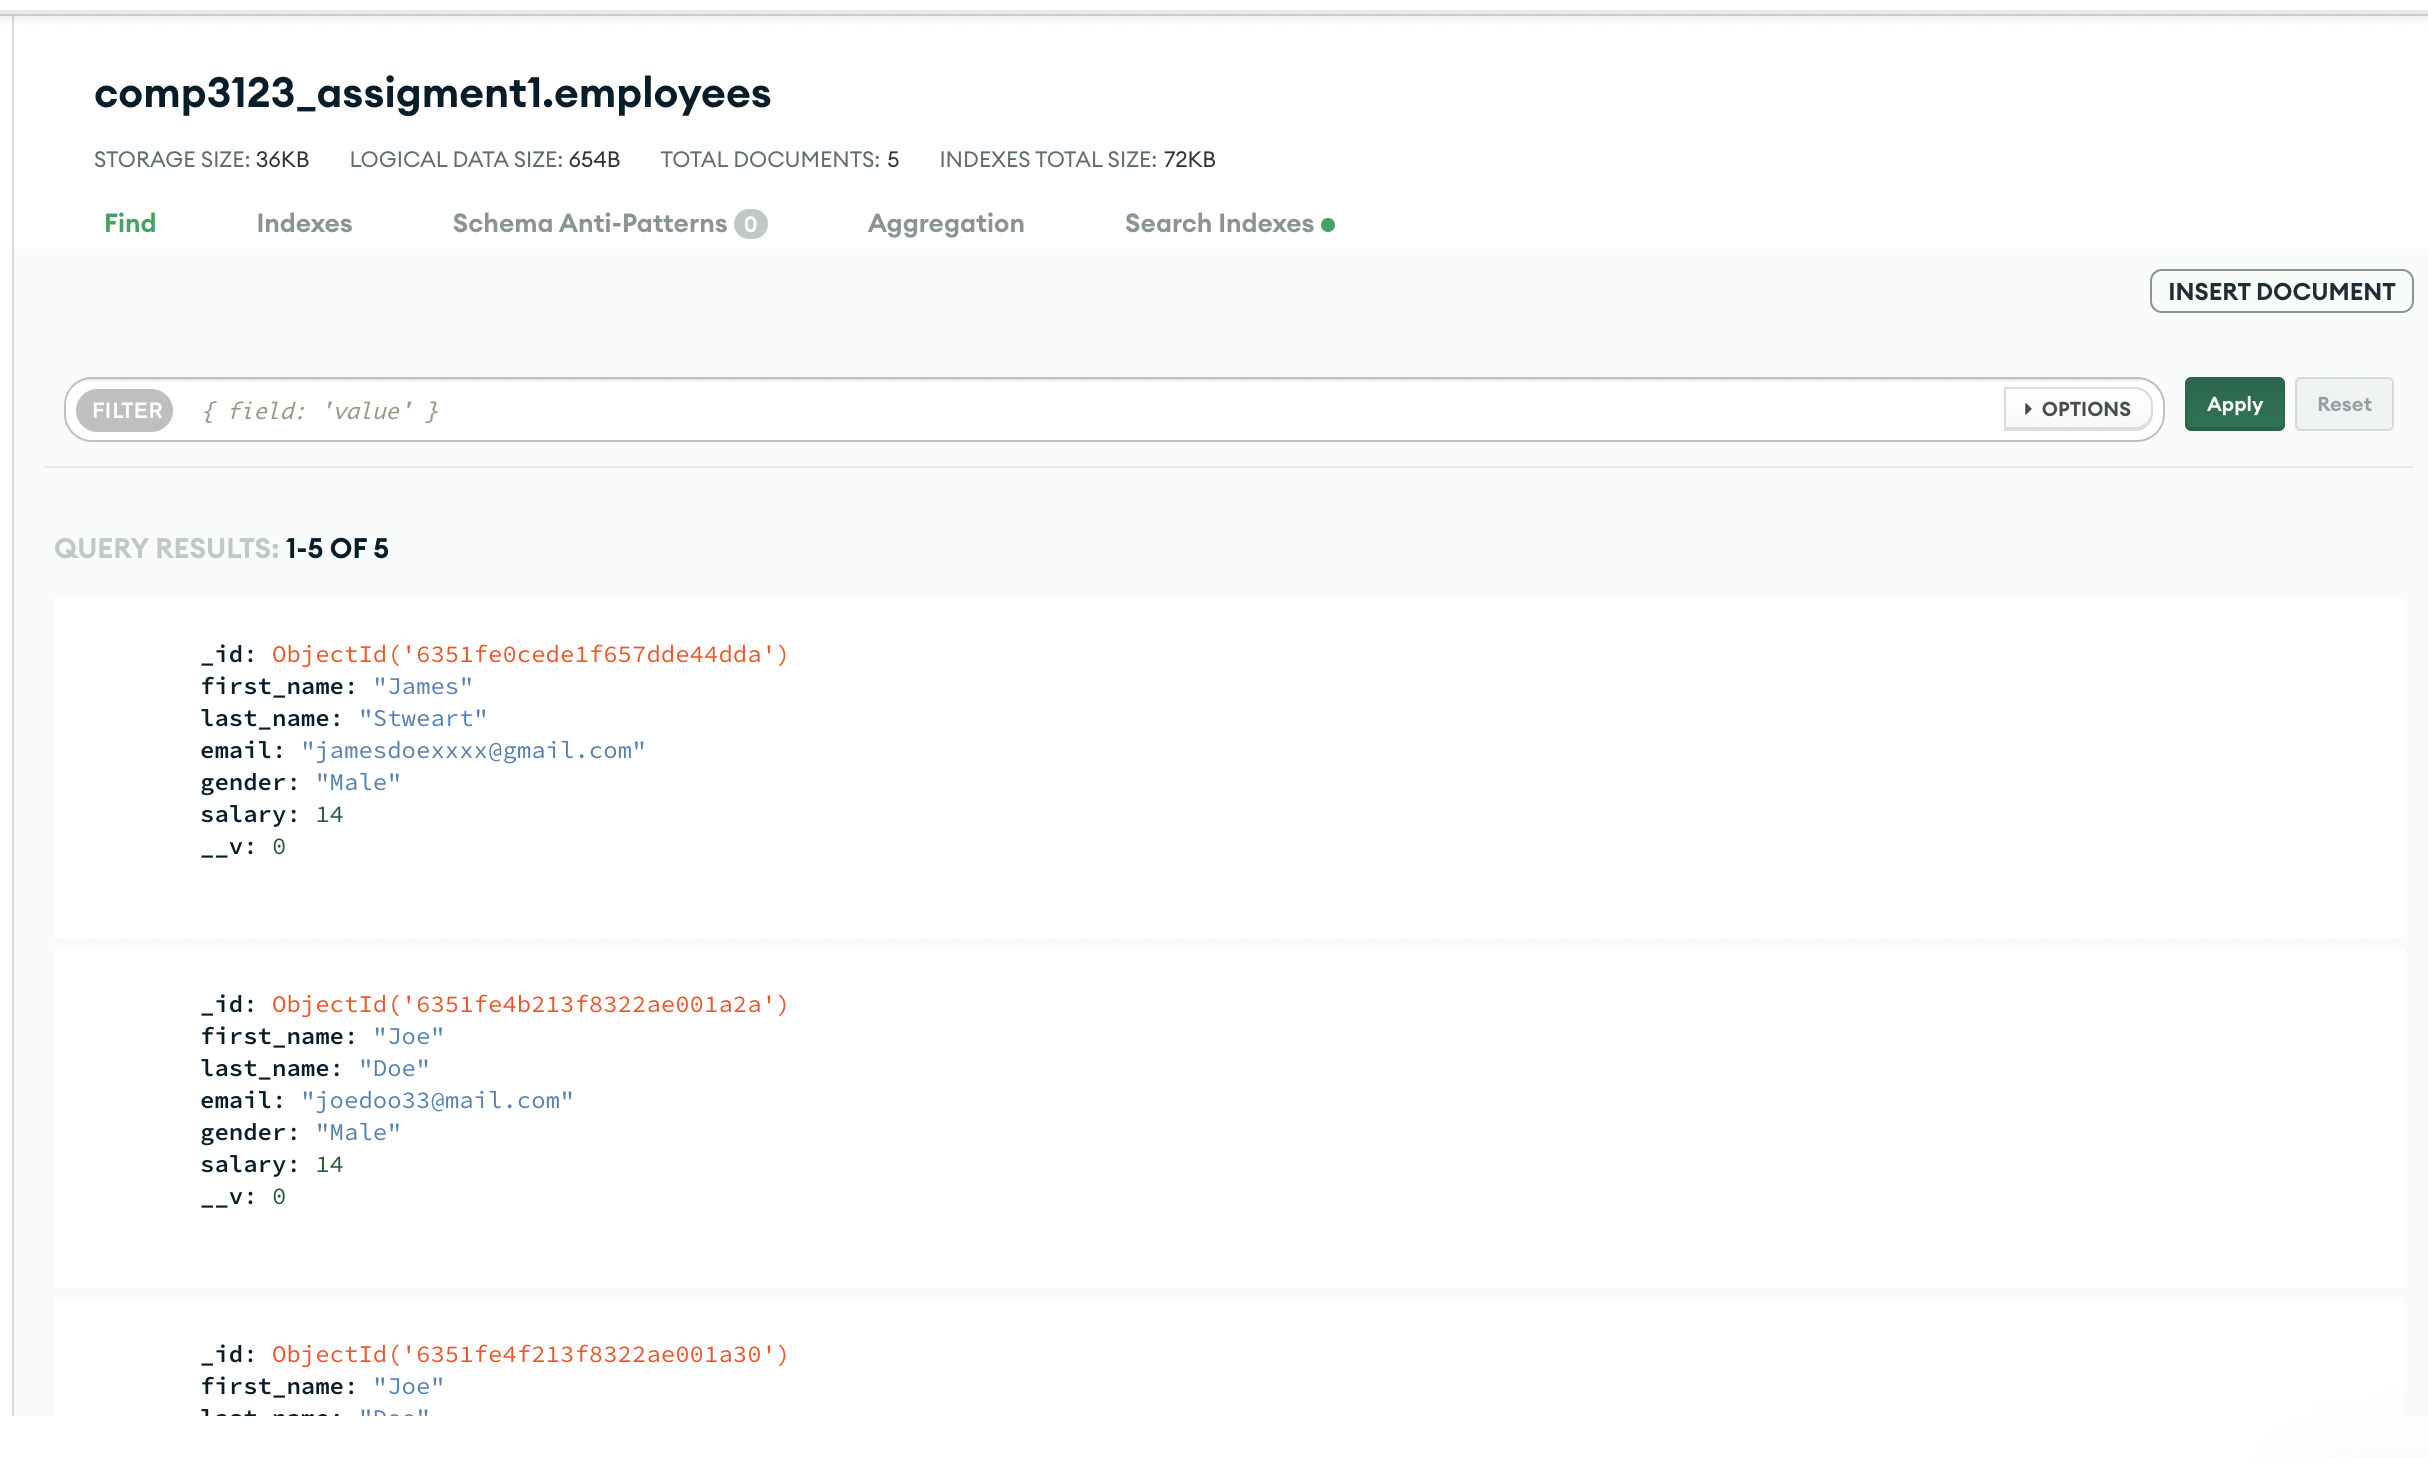 comp3123_assigment1.employees
STORAGE SIZE: 36KB LOGICAL DATA SIZE: 654B TOTAL DOCUMENTS: 5 INDEXES TOTAL SIZE: 72KB
Find Indexes Schema Anti-Patterns 0 Aggregation Search Indexes
INSERT DOCUMENT
FILTER { field: 'value' } OPTIONS Apply Reset
QUERY RESULTS: 1-5 OF 5
_id: ObjectId('6351fe0cede1f657dde44dda')
first_name: "James"
last_name: "Stweart"
email: "jamesdoexxxx@gmail.com"
gender: "Male"
salary: 14
__v: 0
_id: ObjectId('6351fe4b213f8322ae001a2a')
first_name: "Joe"
last_name: "Doe"
email: "joedoo33@mail.com"
gender: "Male"
salary: 14
__v: 0
_id: ObjectId('6351fe4f213f8322ae001a30')
first_name: "Joe"
last_name: "Doe"